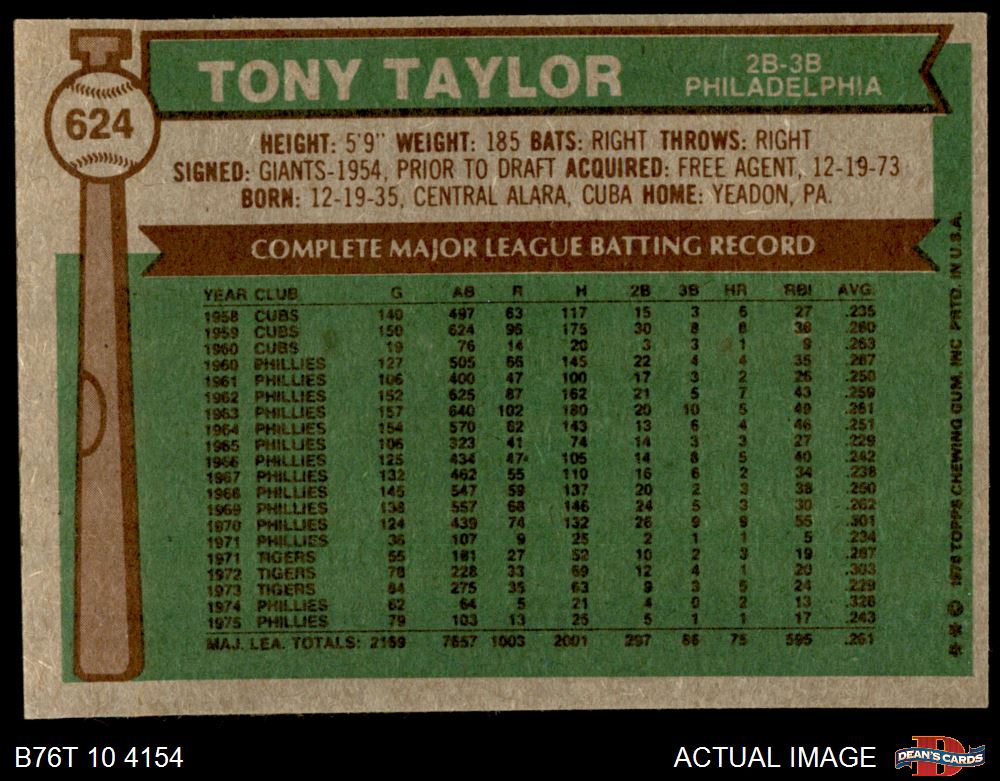 624
TONY TAYLOR
2B-3B
PHILADELPHIA
HEIGHT: 5'9" WEIGHT: 185 BATS: RIGHT THROWS: RIGHT
SIGNED: GIANTS-1954, PRIOR TO DRAFT ACQUIRED: FREE AGENT, 12-19-73
BORN: 12-19-35, CENTRAL ALARA, CUBA HOME: YEADON, PA.
COMPLETE MAJOR LEAGUE BATTING RECORD
YEAR CLUB G AB R H 2B 3B HR RBI AVG.
1958 CUBS 140 497 63 117 15 3 6 27 .235
1959 CUBS 150 624 96 175 30 8 8 38 .280
1960 CUBS 19 76 14 20 3 3 1 9 .263
1960 PHILLIES 127 505 66 145 22 4 4 35 .287
1961 PHILLIES 106 400 47 100 17 3 2 26 .250
1962 PHILLIES 152 625 87 162 21 5 7 43 .259
1963 PHILLIES 157 640 102 180 20 10 5 49 .281
1964 PHILLIES 154 570 62 143 13 6 4 46 .251
1965 PHILLIES 106 323 41 74 14 3 3 27 .229
1966 PHILLIES 125 434 47 105 14 8 5 40 .242
1967 PHILLIES 132 462 55 110 16 6 2 34 .238
1968 PHILLIES 145 547 59 137 20 2 3 38 .250
1969 PHILLIES 138 557 68 146 24 5 3 30 .262
1970 PHILLIES 124 439 74 132 26 9 9 55 .301
1971 PHILLIES 36 107 9 25 2 1 1 5 .234
1971 TIGERS 55 181 27 52 10 2 3 19 .287
1972 TIGERS 78 228 33 69 12 4 1 20 .303
1973 TIGERS 84 275 35 63 9 3 5 24 .229
1974 PHILLIES 62 64 5 21 4 0 2 13 .328
1975 PHILLIES 79 103 13 25 5 1 1 17 .243
MAJ. LEA. TOTALS: 2169 7657 1003 2001 297 86 75 595 .261
* * © 1976 TOPPS CHEWING GUM, INC PRTD. IN U.S.A.
B76T 10 4154
ACTUAL IMAGE
D
DEAN'S CARDS